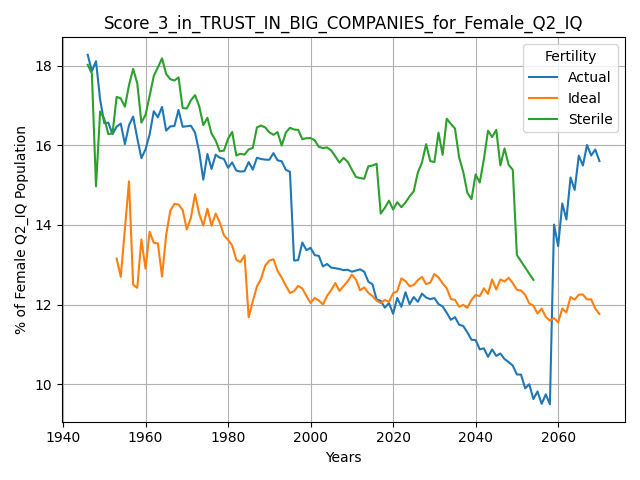 Score_3_in_TRUST_IN_BIG_COMPANIES_for_Female_Q2_IQ
Fertility
Actual
Ideal
Sterile
% of Female Q2_IQ Population
18
16
14
12
10
1940
1960
1980
2000
2020
2040
2060
Years